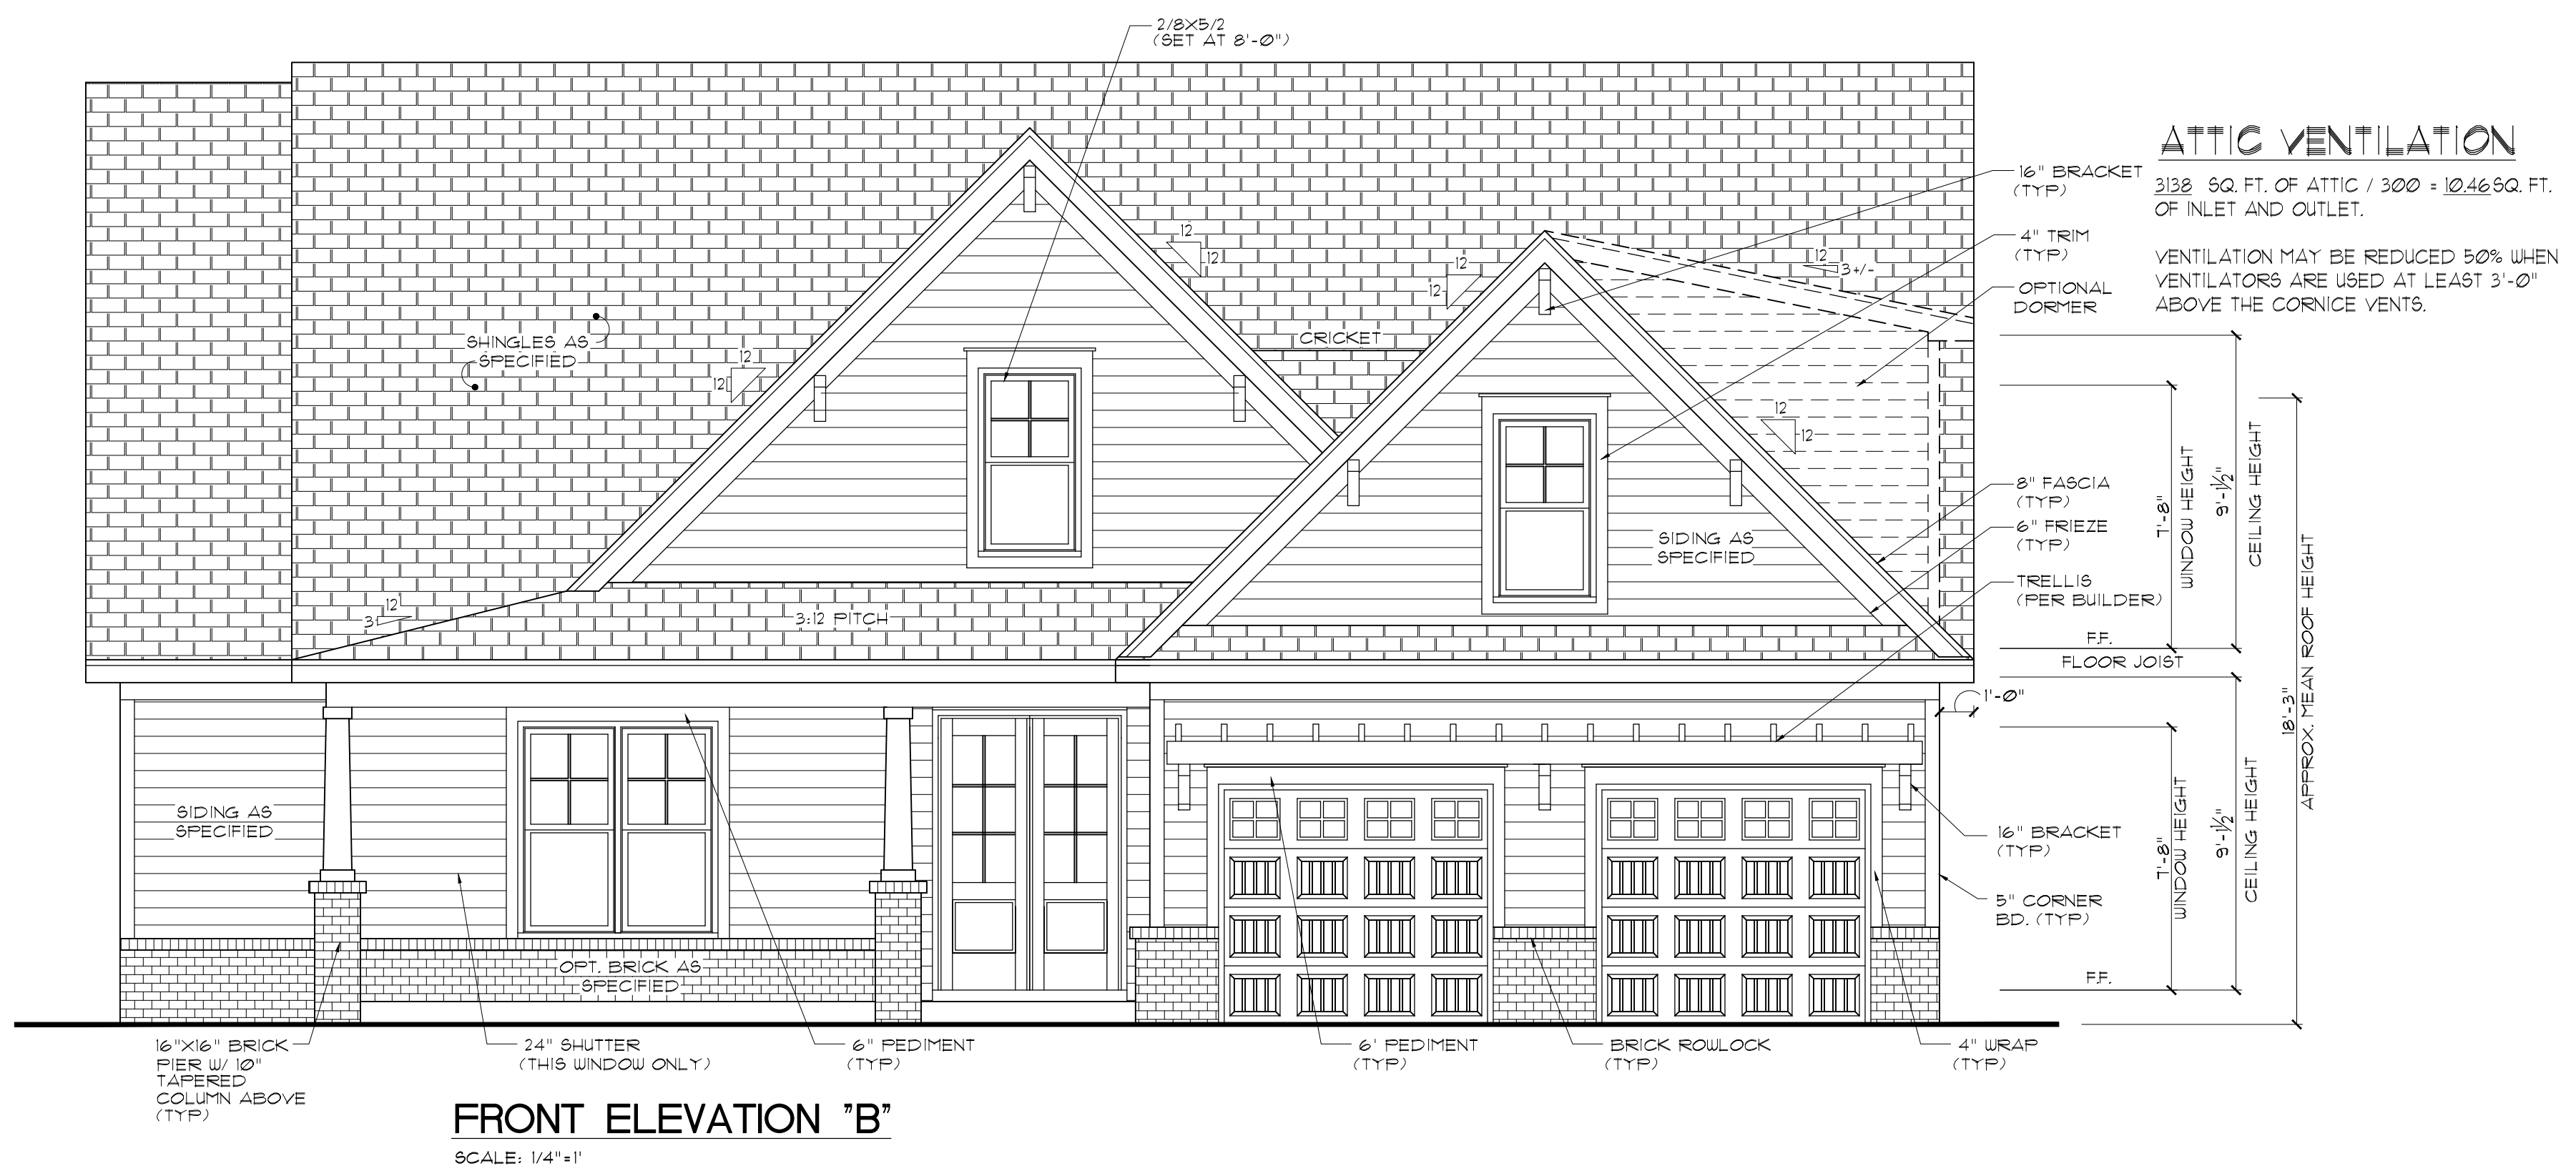 2/8X5/2
(SET AT 8'-0")
ATTIC VENTILATION
3138 SQ. FT. OF ATTIC / 300 = 10.46 SQ. FT.
OF INLET AND OUTLET.
VENTILATION MAY BE REDUCED 50% WHEN
VENTILATORS ARE USED AT LEAST 3'-0"
ABOVE THE CORNICE VENTS.
16" BRACKET
(TYP)
4" TRIM
(TYP)
OPTIONAL
DORMER
12
12
12
12
12
3+/-
CRICKET
SHINGLES AS
SPECIFIED
12
12
12
12
8" FASCIA
(TYP)
6" FRIEZE
(TYP)
TRELLIS
(PER BUILDER)
SIDING AS
SPECIFIED
12
3
3:12 PITCH
7'-8"
WINDOW HEIGHT
9'-1½"
CEILING HEIGHT
F.F.
FLOOR JOIST
1'-0"
18'-3"
APPROX. MEAN ROOF HEIGHT
SIDING AS
SPECIFIED
7'-8"
WINDOW HEIGHT
9'-1½"
CEILING HEIGHT
16" BRACKET
(TYP)
5" CORNER
BD. (TYP)
OPT. BRICK AS
SPECIFIED
F.F.
16"X16" BRICK
PIER W/ 10"
TAPERED
COLUMN ABOVE
(TYP)
24" SHUTTER
(THIS WINDOW ONLY)
6" PEDIMENT
(TYP)
6' PEDIMENT
(TYP)
BRICK ROWLOCK
(TYP)
4" WRAP
(TYP)
FRONT ELEVATION "B"
SCALE: 1/4"=1'